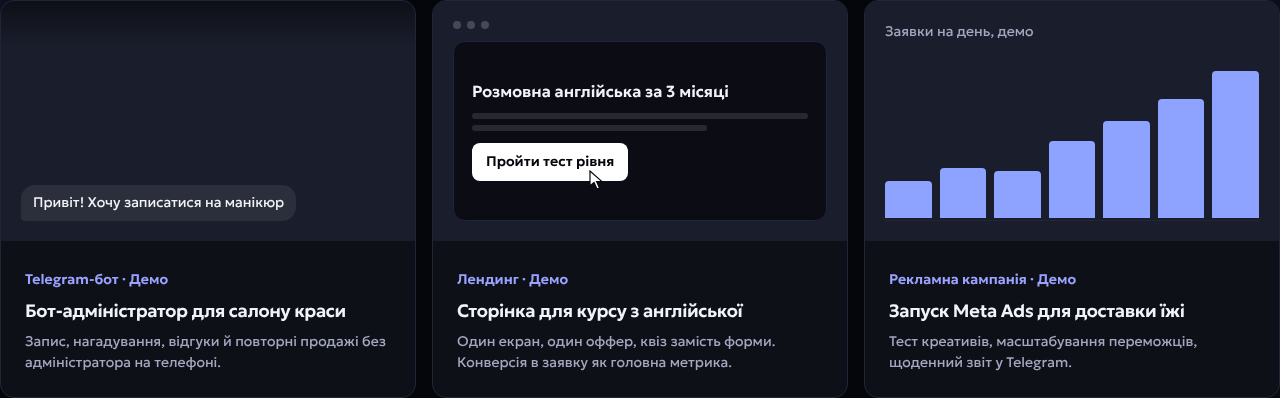 Привіт! Хочу записатися на манікюр
Telegram-бот · Демо
Бот-адміністратор для салону краси
Запис, нагадування, відгуки й повторні продажі без
адміністратора на телефоні.
Розмовна англійська за 3 місяці
Пройти тест рівня
Лендинг · Демо
Сторінка для курсу з англійської
Один екран, один оффер, квіз замість форми.
Конверсія в заявку як головна метрика.
Заявки на день, демо
Рекламна кампанія · Демо
Запуск Meta Ads для доставки їжі
Тест креативів, масштабування переможців,
щоденний звіт у Telegram.